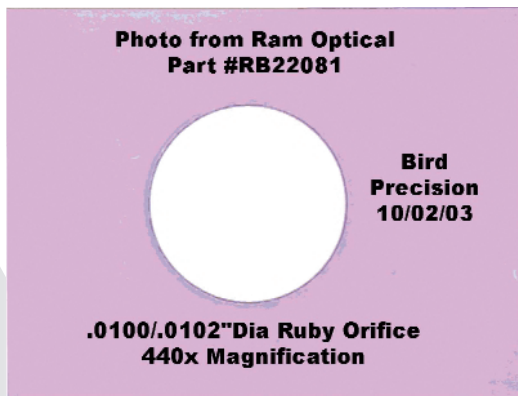 Photo from Ram Optical
Part #RB22081
Bird
Precision
10/02/03
.0100/.0102"Dia Ruby Orifice
440x Magnification